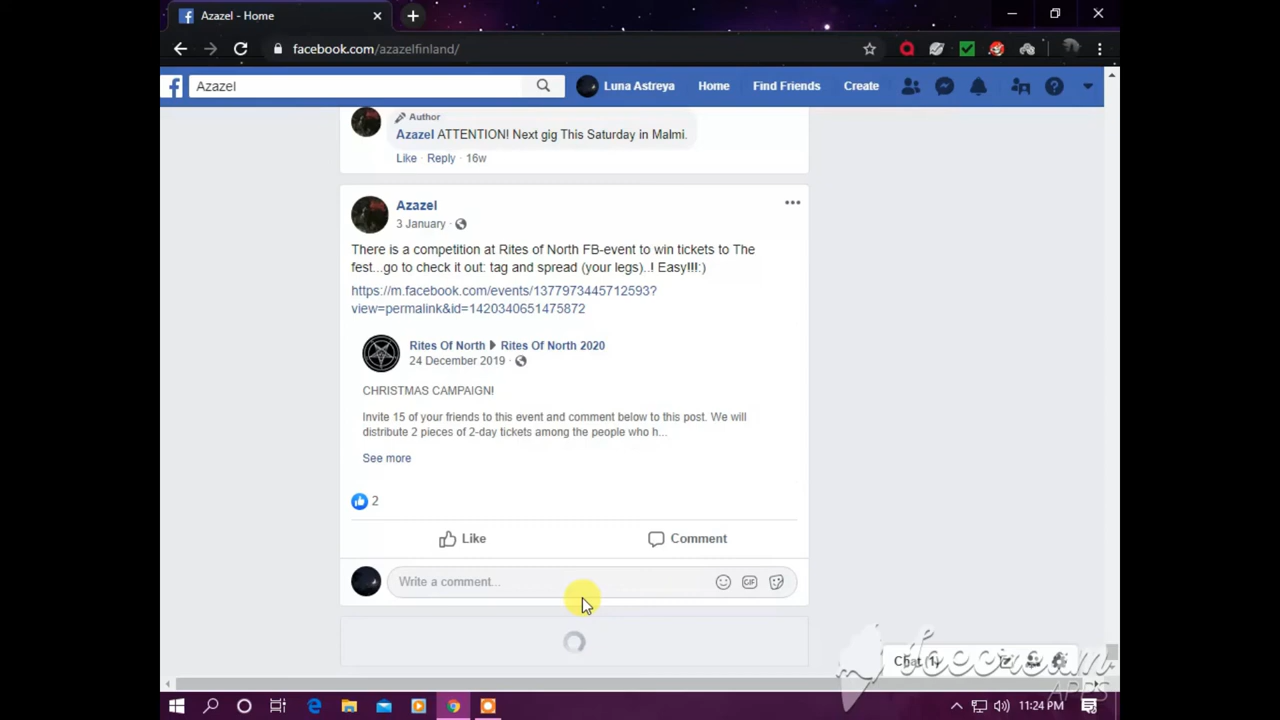 Azazel - Home
facebook.com/azazelfinland/
Azazel
Luna Astreya
Home
Find Friends
Create
Author
Azazel ATTENTION! Next gig This Saturday in Malmi.
Like · Reply · 16w
Azazel
3 January ·
There is a competition at Rites of North FB-event to win tickets to The
fest...go to check it out: tag and spread (your legs)..! Easy!!!:)
https://m.facebook.com/events/1377973445712593?
view=permalink&id=1420340651475872
Rites Of North Rites Of North 2020
24 December 2019 ·
CHRISTMAS CAMPAIGN!
Invite 15 of your friends to this event and comment below to this post. We will
distribute 2 pieces of 2-day tickets among the people who h...
See more
2
Like
Comment
Write a comment...
GIF
Chat (1)
Icecream
APPS
11:24 PM